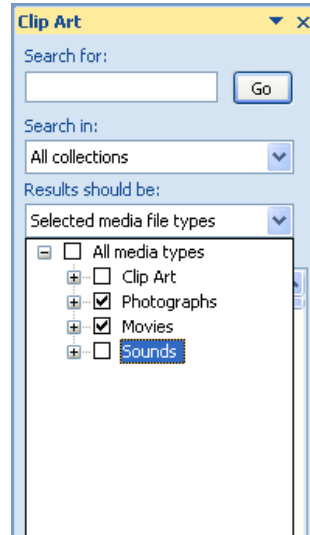 Clip Art
Search for:
Go
Search in:
All collections
Results should be:
Selected media file types
All media types
Clip Art
Photographs
Movies
Sounds